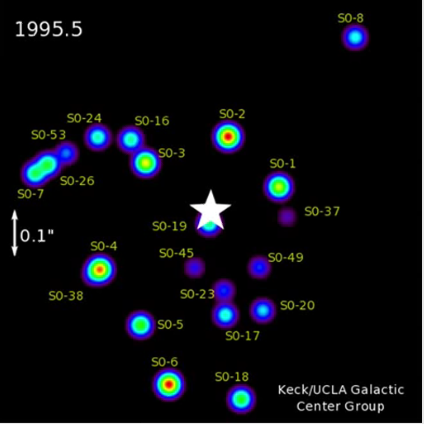 1995.5
S0-8
S0-24
S0-16
S0-2
S0-53
S0-3
S0-26
S0-1
S0-7
S0-37
S0-19
0.1"
S0-4
S0-45
S0-49
S0-38
S0-23
S0-20
S0-5
S0-17
S0-6
S0-18
Keck/UCLA Galactic
Center Group